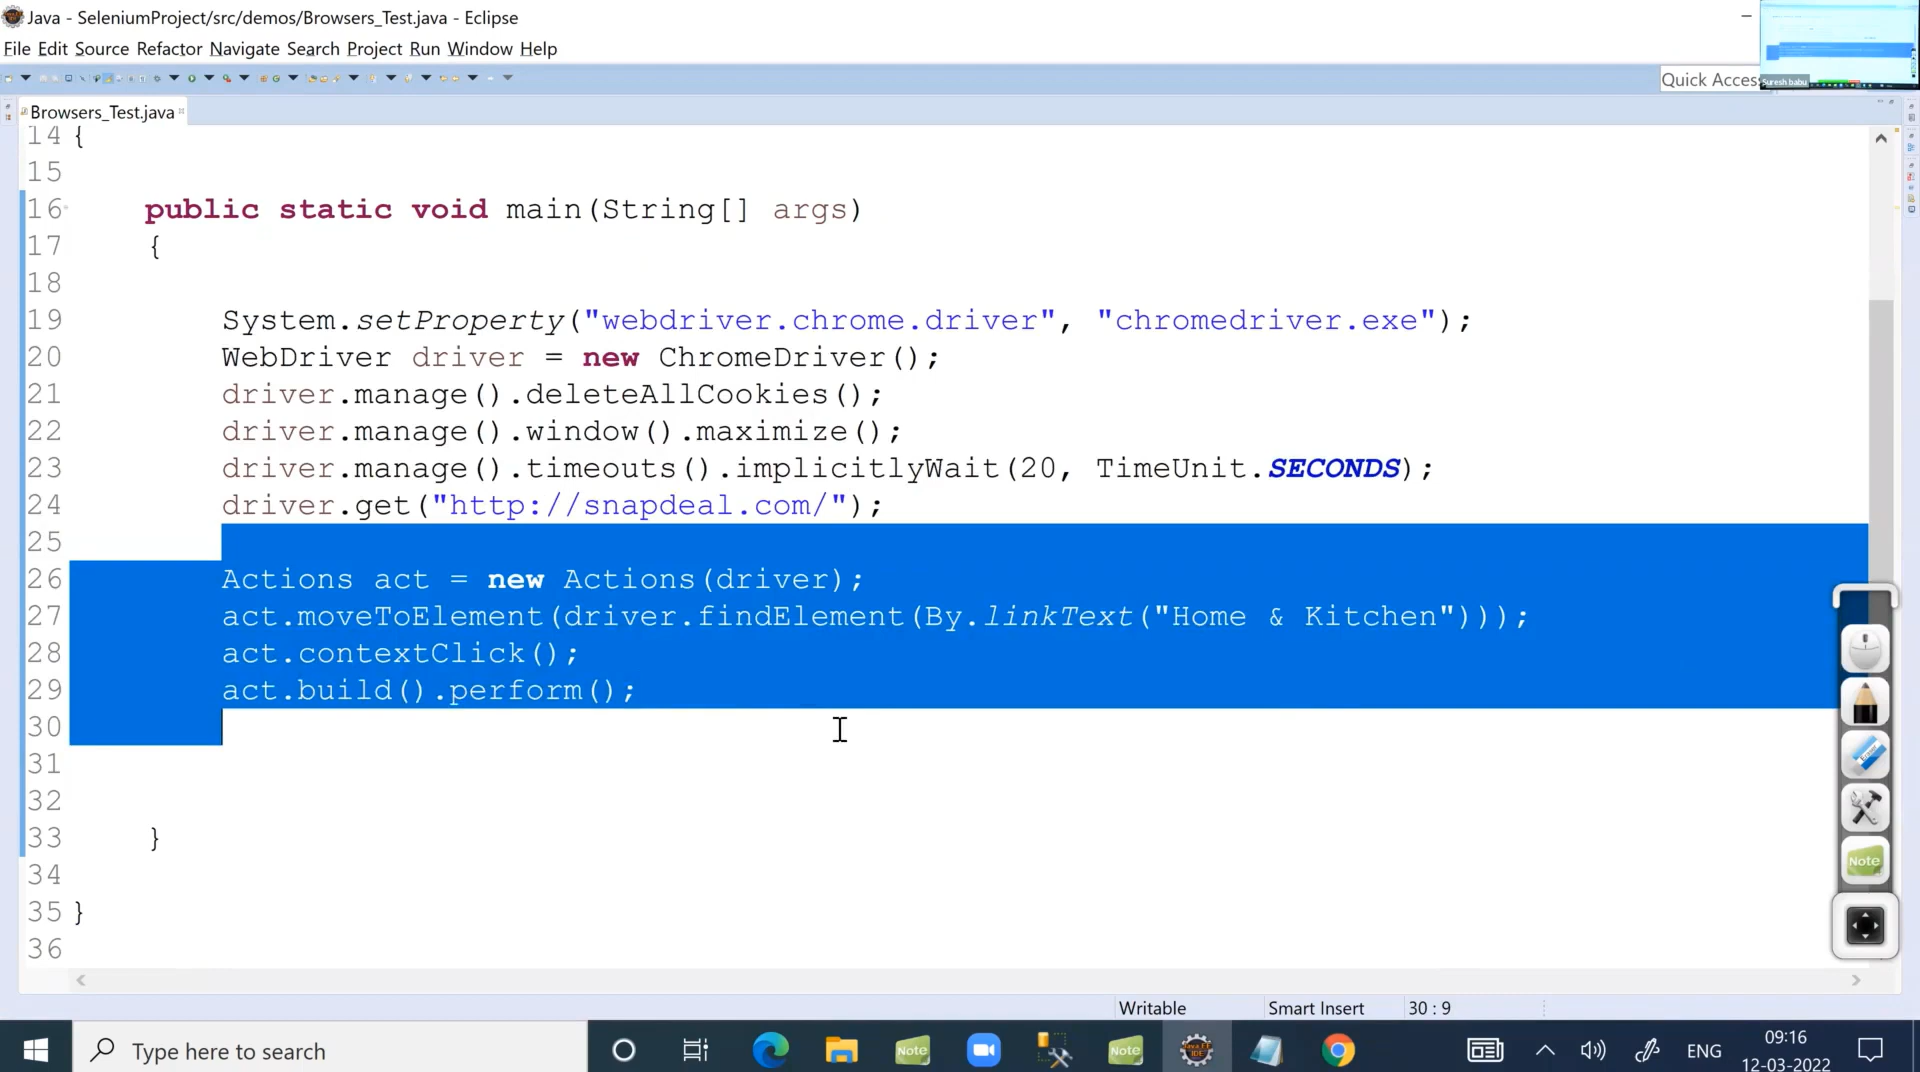 Java - SeleniumProject/src/demos/Browsers_Test.java - Eclipse
File Edit Source Refactor Navigate Search Project Run Window Help
Quick Access
Suresh babu
Browsers_Test.java
14 {
15
16 public static void main(String[] args)
17 {
18
19 System.setProperty("webdriver.chrome.driver", "chromedriver.exe");
20 WebDriver driver = new ChromeDriver();
21 driver.manage().deleteAllCookies();
22 driver.manage().window().maximize();
23 driver.manage().timeouts().implicitlyWait(20, TimeUnit.SECONDS);
24 driver.get("http://snapdeal.com/");
25
26 Actions act = new Actions(driver);
27 act.moveToElement(driver.findElement(By.linkText("Home & Kitchen")));
28 act.contextClick();
29 act.build().perform();
30
31
32
33 }
34
35 }
36
Eraser
Note
Writable Smart Insert 30 : 9
Type here to search
Note
Note
Java EE
IDE
ENG
09:16
12-03-2022